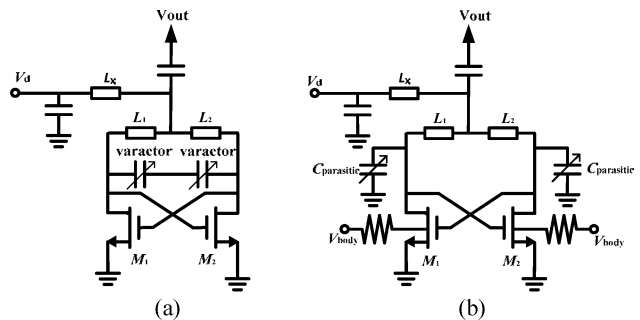 Vout
Vd
Lx
L1
L2
varactor
varactor
M1
M2
(a)
Vout
Vd
Lx
L1
L2
Cparasitic
Cparasitic
Vbody
Vbody
M1
M2
(b)